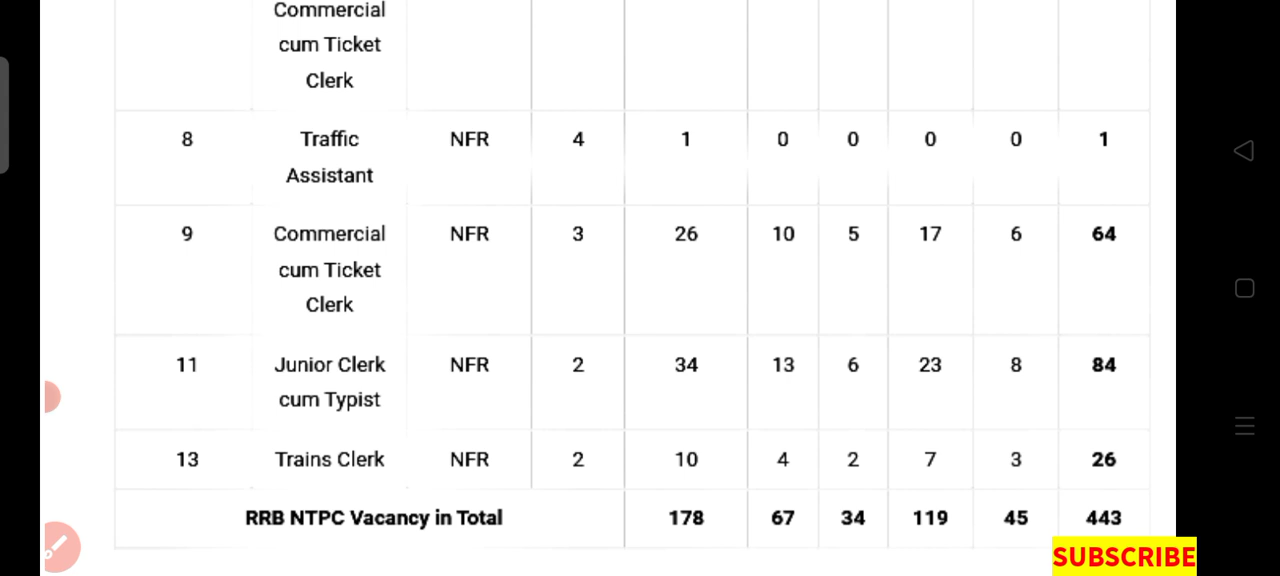 Commercial
cum Ticket
Clerk
8 Traffic NFR 4 1 0 0 0 0 1
Assistant
9 Commercial NFR 3 26 10 5 17 6 64
cum Ticket
Clerk
11 Junior Clerk NFR 2 34 13 6 23 8 84
cum Typist
13 Trains Clerk NFR 2 10 4 2 7 3 26
RRB NTPC Vacancy in Total 178 67 34 119 45 443
SUBSCRIBE